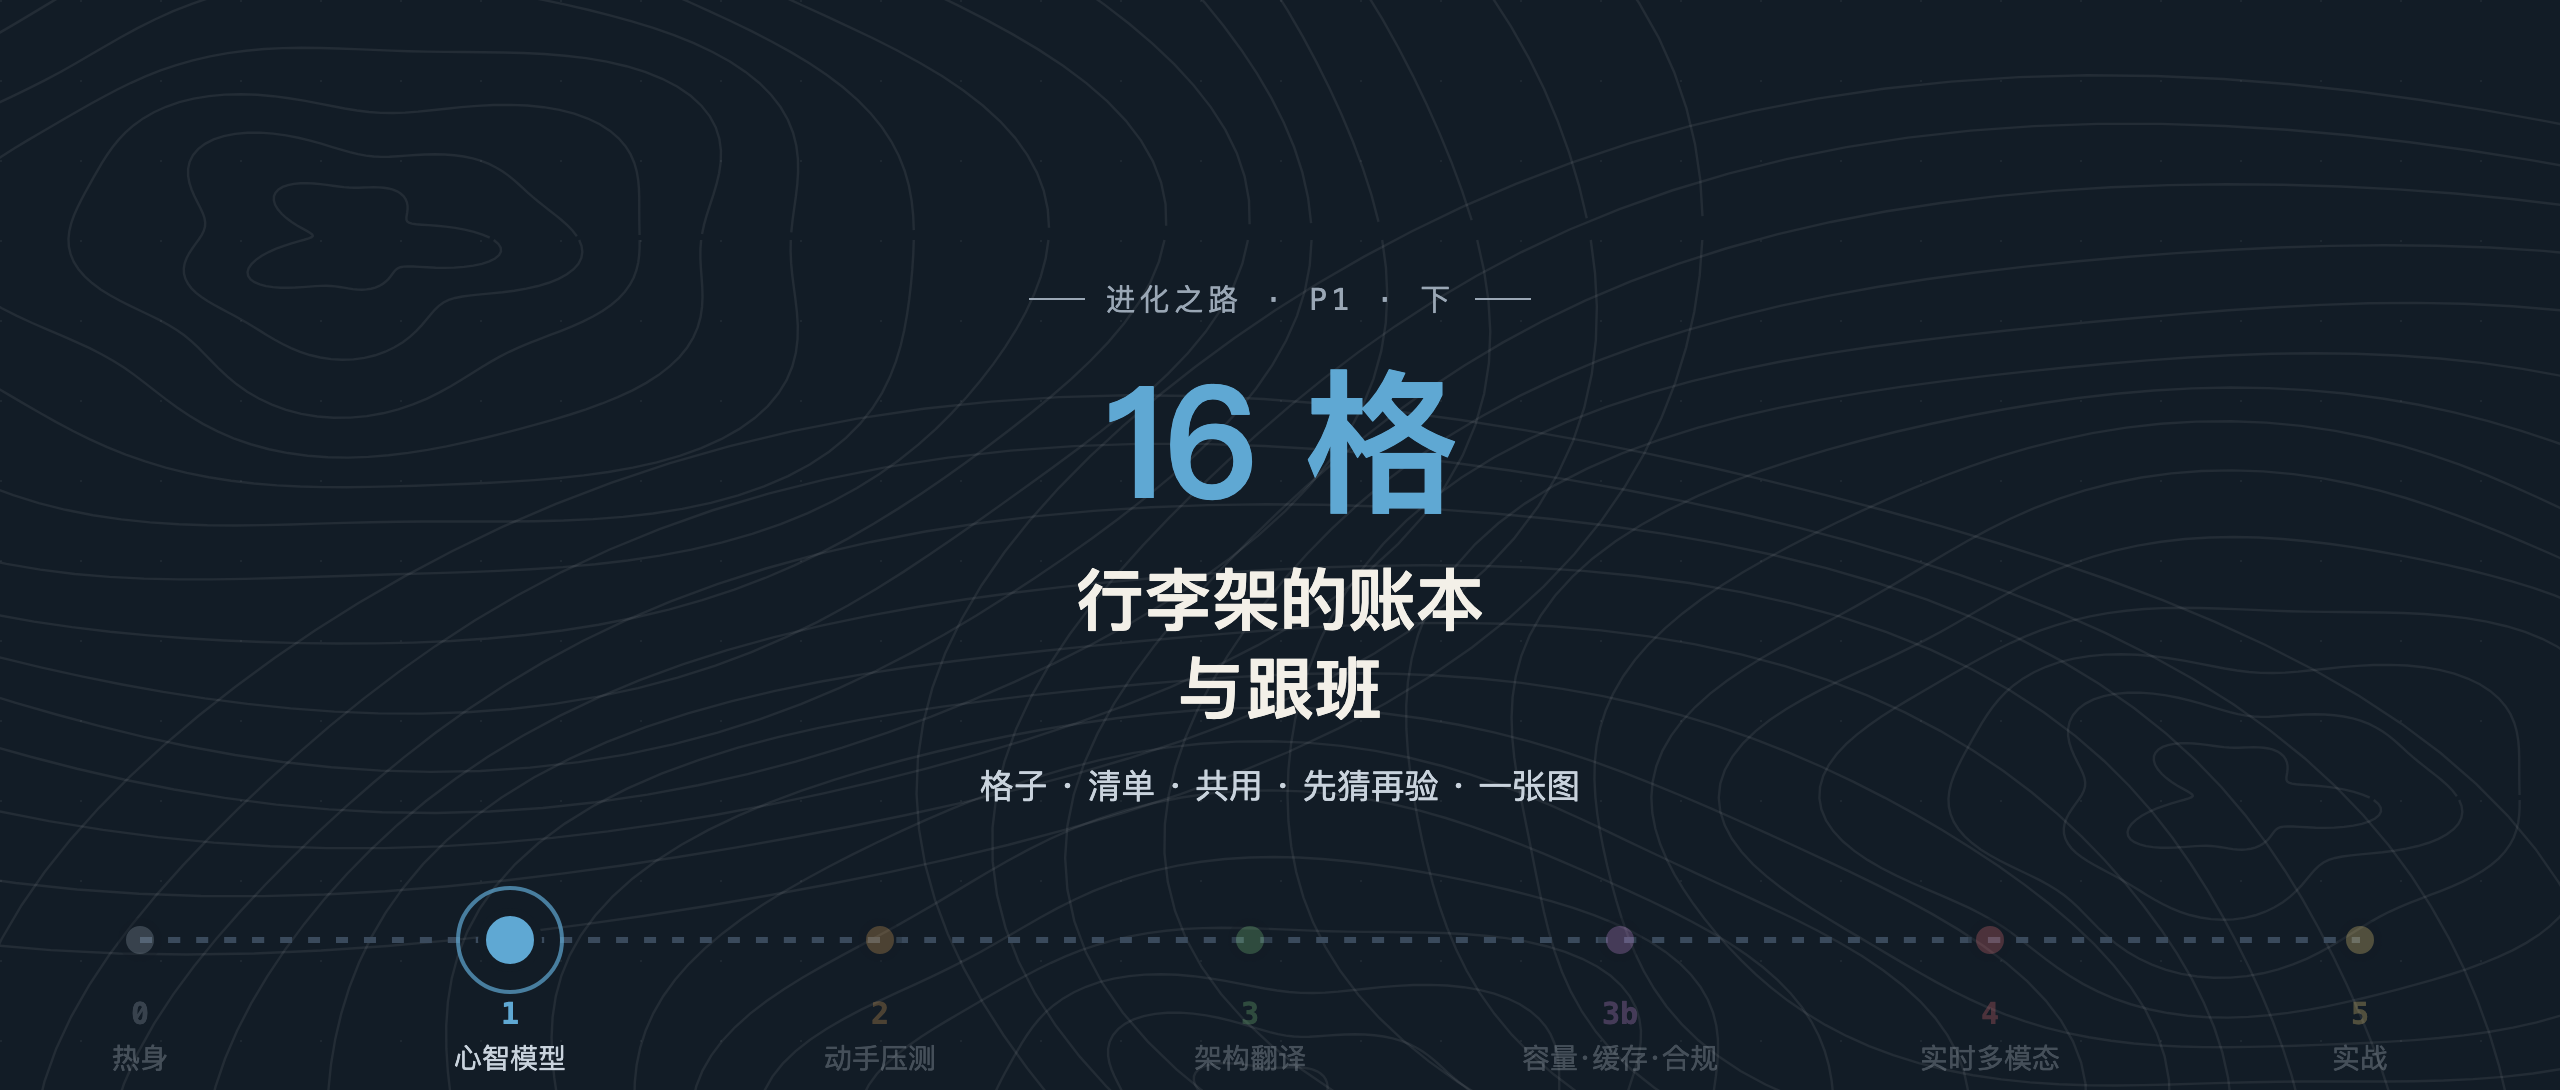 进化之路 · P1 · 下
16 格
行李架的账本
与跟班
格子 · 清单 · 共用 · 先猜再验 · 一张图
0 1 2 3 3b 4 5
热身 心智模型 动手压测 架构翻译 容量·缓存·合规 实时多模态 实战